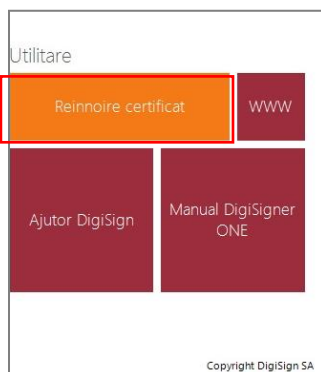 Utilitare
Reinnoire certificat
WWW
Ajutor DigiSign
Manual DigiSigner
ONE
Copyright DigiSign SA